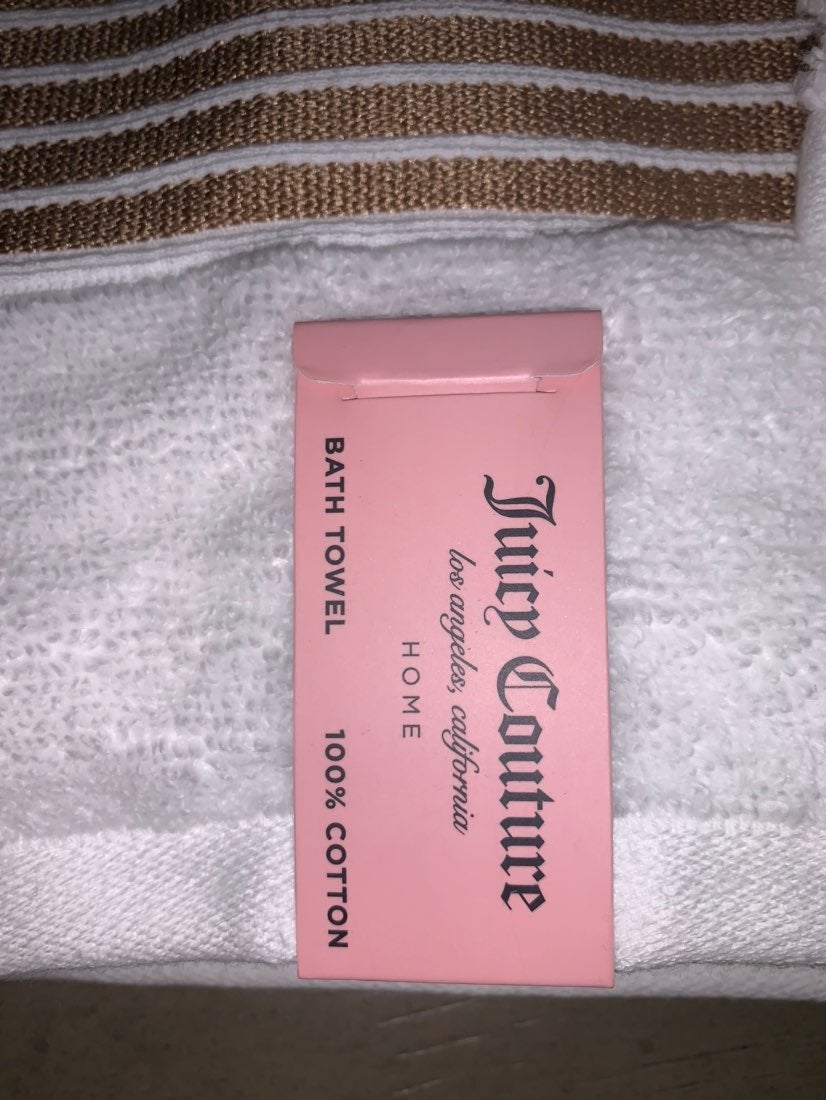 Juicy Couture
los angeles, california
HOME
BATH TOWEL 100% COTTON